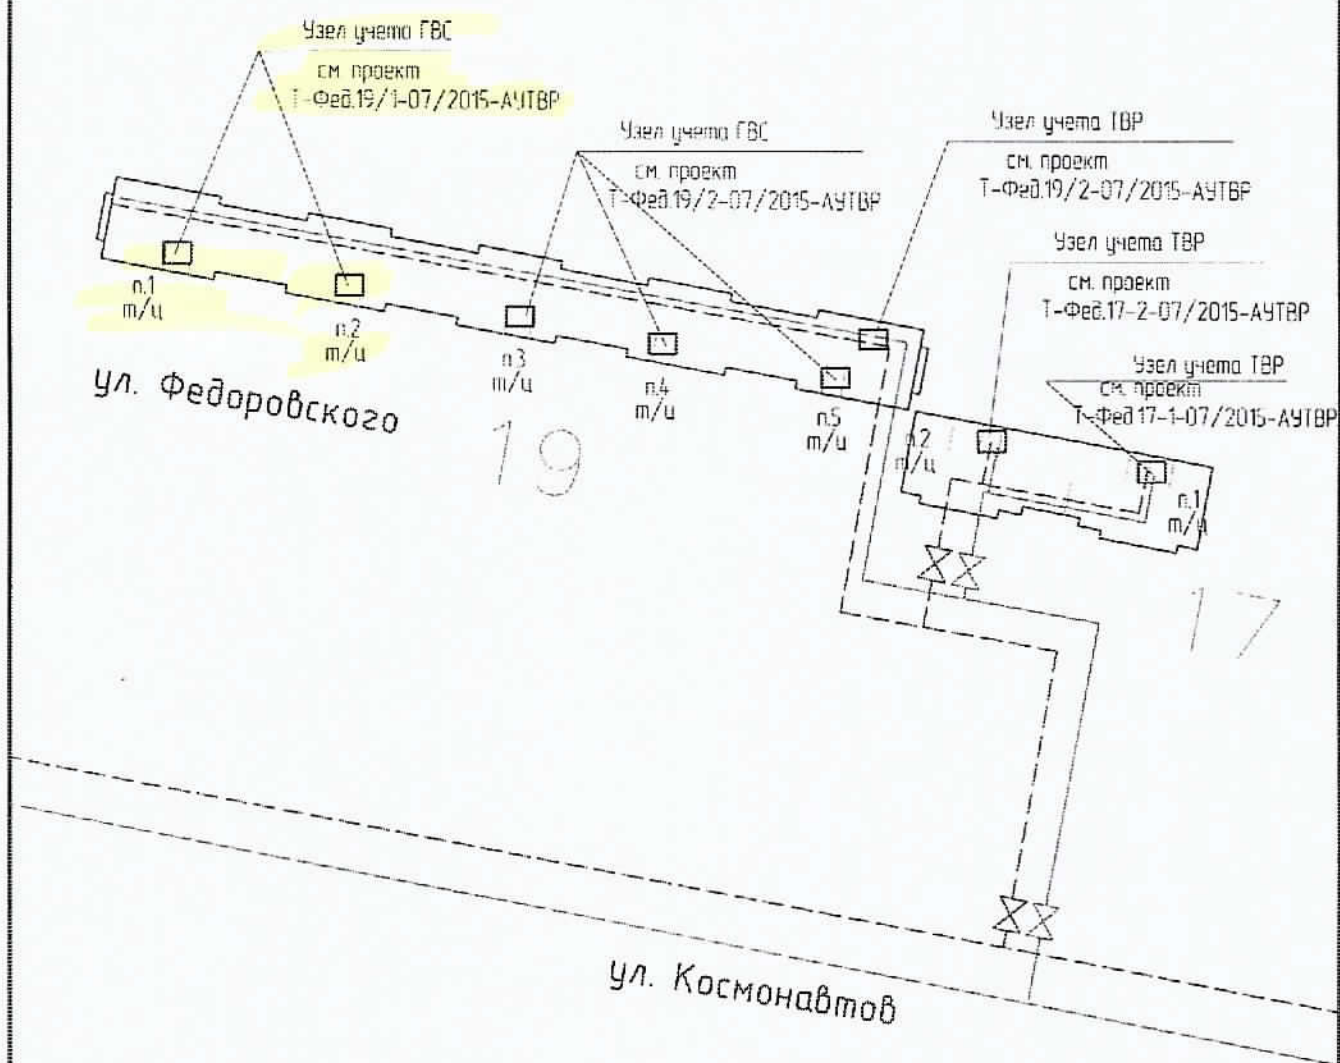 Узел учета ГВС
см проект
Т-Фед.19/1-07/2015-АУТВР
Узел учета ГВС
см. проект
Т-Фед.19/2-07/2015-АУТВР
Узел учета ТВР
см. проект
Т-Фед.19/2-07/2015-АУТВР
Узел учета ТВР
см. проект
Т-Фед.17-2-07/2015-АУТВР
Узел учета ТВР
см. проект
Т-Фед17-1-07/2015-АУТВР
п.1
т/ц
п.2
т/ц
п.3
т/ц
п.4
т/ц
п.5
т/ц
п.2
т/ц
п.1
т/ц
ул. Федоровского
19
17
ул. Космонавтов